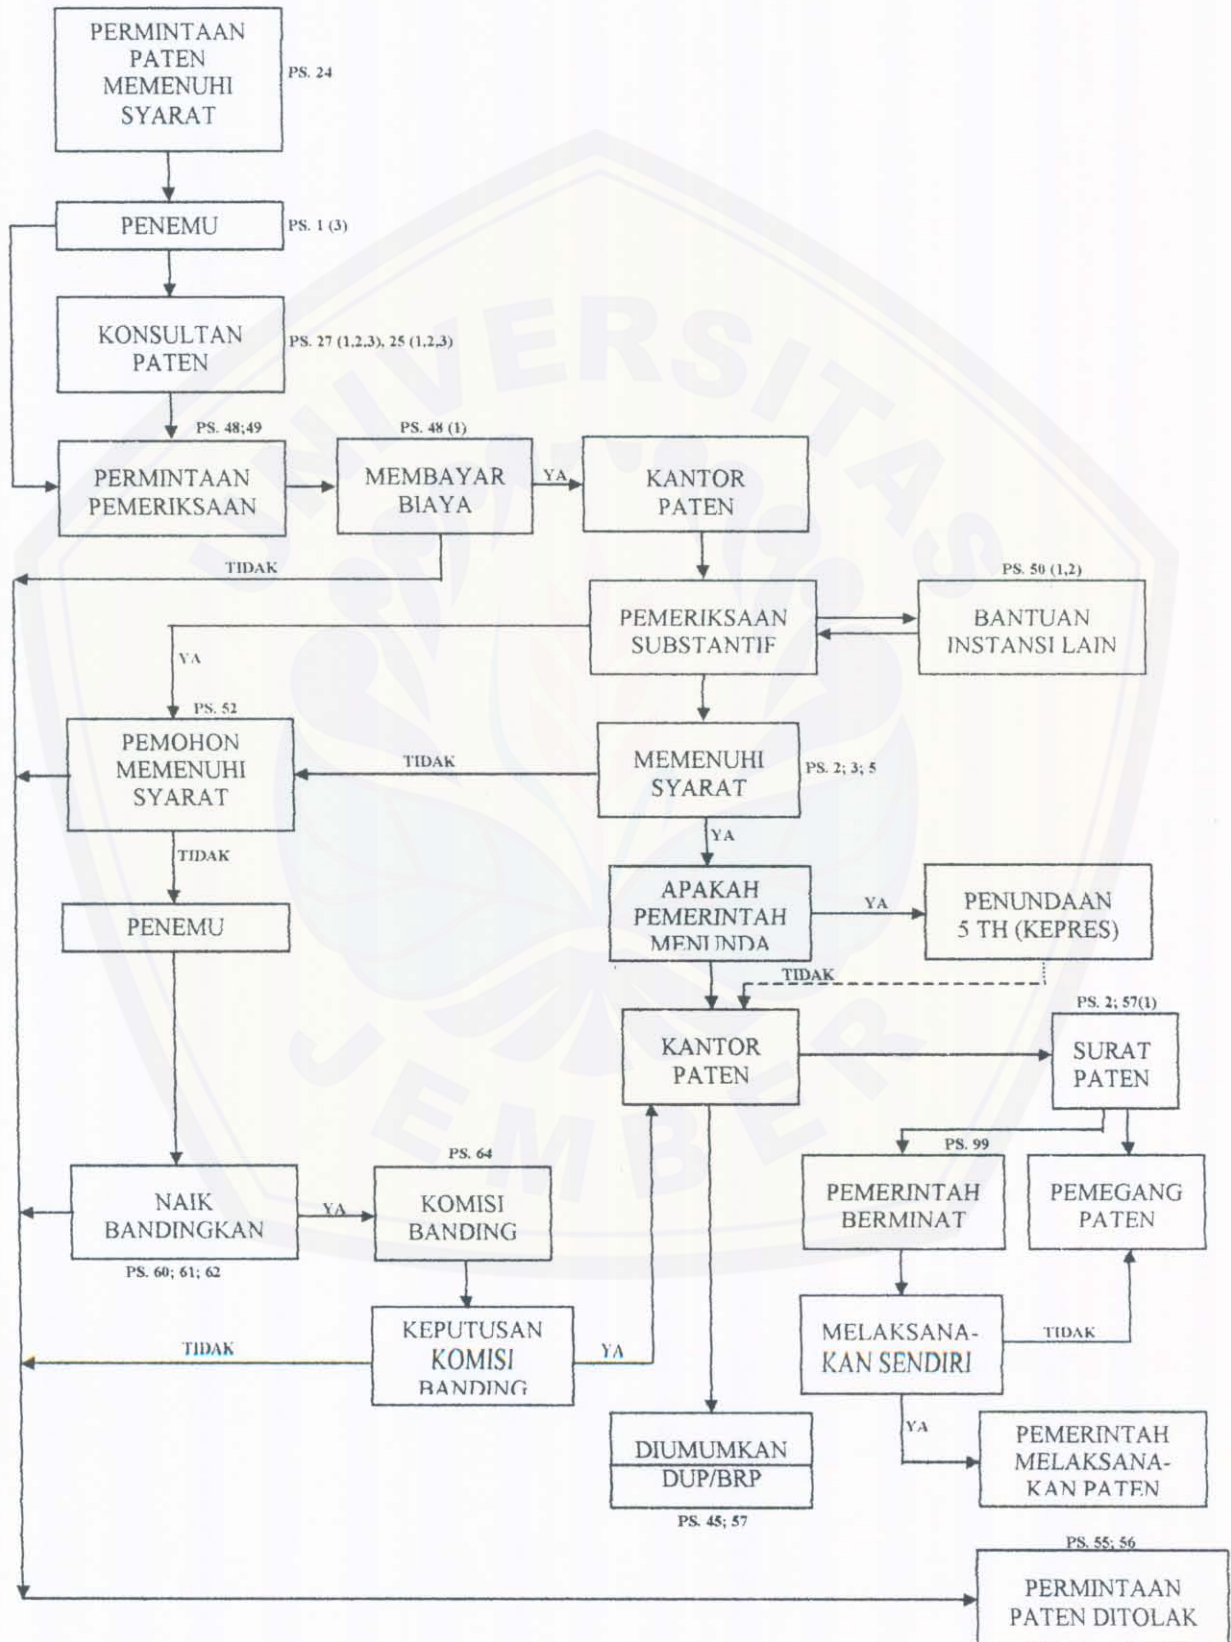 PERMINTAAN
PATEN
MEMENUHI
SYARAT
PS. 24
PENEMU
PS. 1 (3)
KONSULTAN
PATEN
PS. 27 (1,2,3), 25 (1,2,3)
PS. 48;49
PERMINTAAN
PEMERIKSAAN
PS. 48 (1)
MEMBAYAR
BIAYA
YA
KANTOR
PATEN
TIDAK
PEMERIKSAAN
SUBSTANTIF
PS. 50 (1,2)
BANTUAN
INSTANSI LAIN
YA
PS. 52
PEMOHON
MEMENUHI
SYARAT
TIDAK
MEMENUHI
SYARAT
PS. 2; 3; 5
TIDAK
YA
PENEMU
APAKAH
PEMERINTAH
MENUNDA
YA
PENUNDAAN
5 TH (KEPRES)
TIDAK
KANTOR
PATEN
PS. 2; 57(1)
SURAT
PATEN
PS. 99
PEMERINTAH
BERMINAT
PEMEGANG
PATEN
NAIK
BANDINGKAN
PS. 60; 61; 62
YA
PS. 64
KOMISI
BANDING
KEPUTUSAN
KOMISI
BANDING
TIDAK
YA
MELAKSANA-
KAN SENDIRI
TIDAK
YA
PEMERINTAH
MELAKSANA-
KAN PATEN
DIUMUMKAN
DUP/BRP
PS. 45; 57
PS. 55; 56
PERMINTAAN
PATEN DITOLAK
UNIVERSITAS
JEMBER